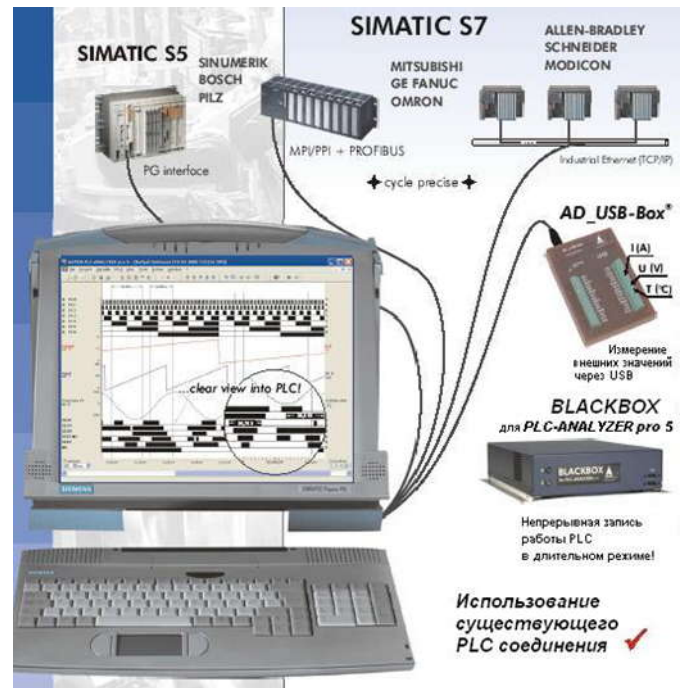 SIMATIC S5
SINUMERIK
BOSCH
PILZ
SIMATIC S7
MITSUBISHI
GE FANUC
OMRON
ALLEN-BRADLEY
SCHNEIDER
MODICON
PG interface
MPI/PPI + PROFIBUS
Industrial Ethernet (TCP/IP)
cycle precise
AD_USB-Box®
I (A)
U (V)
T (°C)
Измерение
внешних значений
через USB
...clear view into PLC!
BLACKBOX
для PLC-ANALYZER pro 5
BLACKBOX
Непрерывная запись
работы PLC
в длительном режиме!
SIEMENS
Использование
существующего
PLC соединения